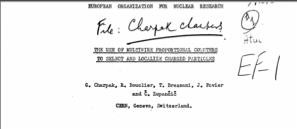 EUROPEAN ORGANIZATION FOR NUCLEAR RESEARCH
File: Charpak chambers
THE USE OF MULTIWIRE PROPORTIONAL COUNTERS
TO SELECT AND LOCALIZE CHARGED PARTICLES
EF-1
G. Charpak, R. Bouclier, T. Bressani, J. Favier
and Č. Zupančič
CERN, Geneva, Switzerland.